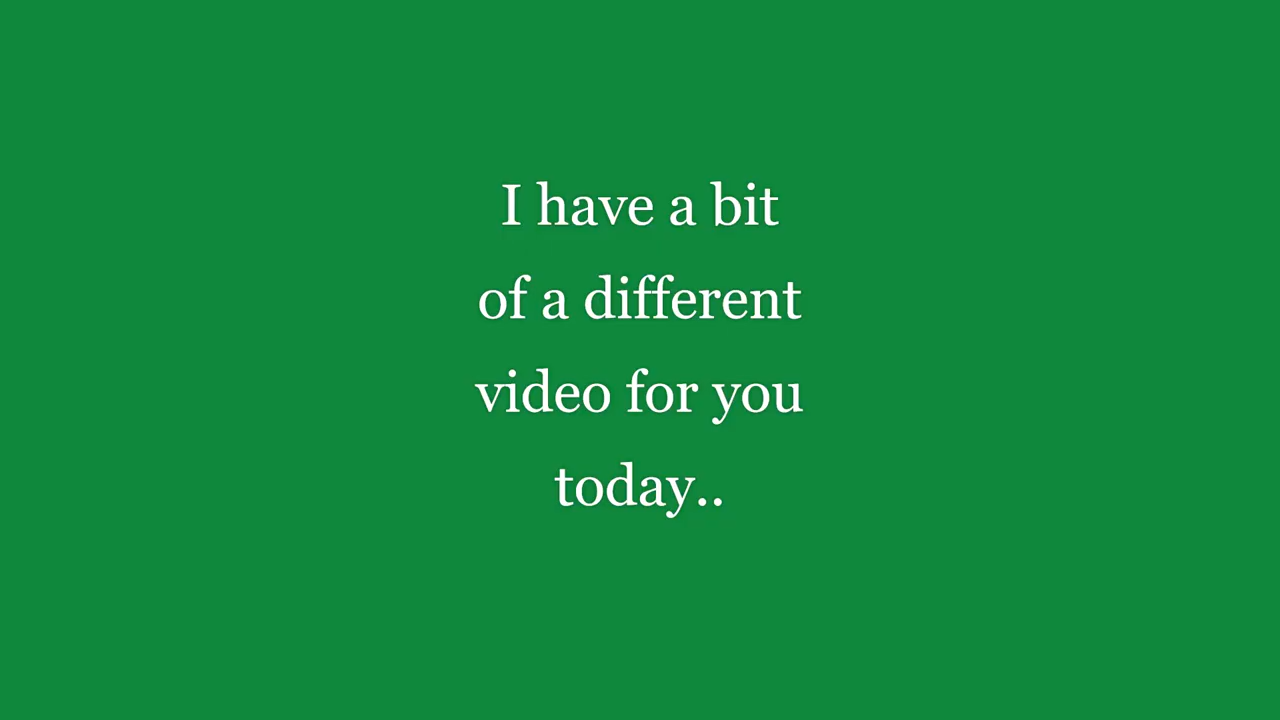 I have a bit
of a different
video for you
today..